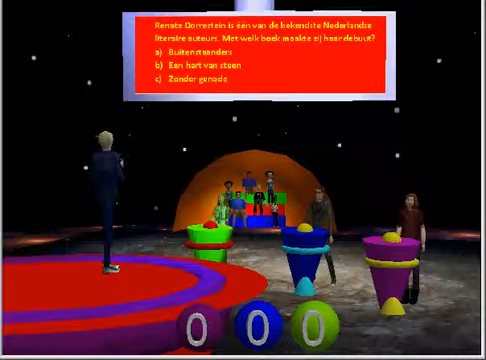 Renate Dorrestein is één van de bekendste Nederlandse
literaire auteurs. Met welk boek maakte zij haar debuut?
a) Buitenstaanders
b) Een hart van steen
c) Zonder genade
0 0 0